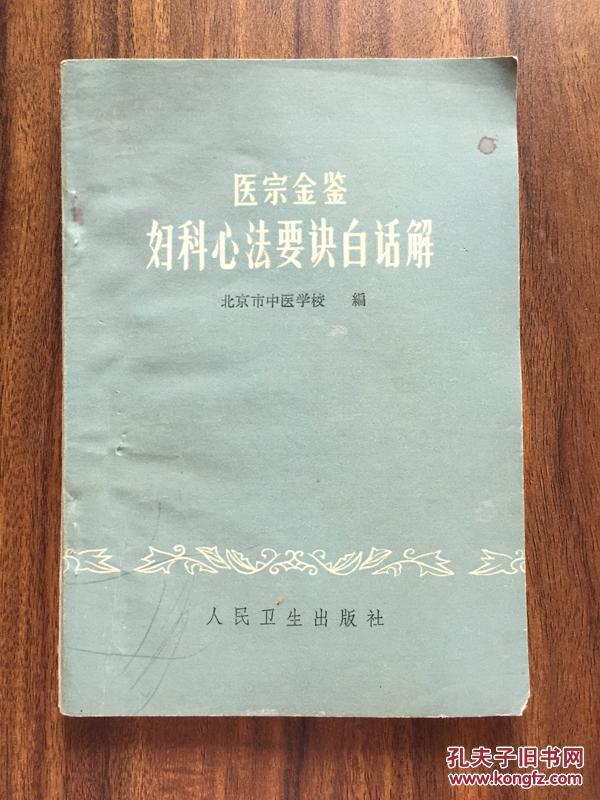 医宗金鉴
妇科心法要诀白话解
北京市中医学校 編
人民卫生出版社
孔夫子旧书网
www.kongfz.com